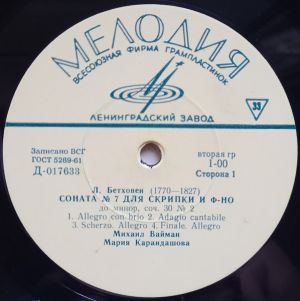 МЕЛОДИЯ
ВСЕСОЮЗНАЯ ФИРМА ГРАМПЛАСТИНОК
33
ЛЕНИНГРАДСКИЙ ЗАВОД
Записано ВСГ
ГОСТ 5289-61
Д-017633
вторая гр
1-00
Сторона 1
Л. Бетховен (1770—1827)
СОНАТА № 7 ДЛЯ СКРИПКИ И Ф-НО
до минор, соч. 30 № 2
1. Allegro con brio 2. Adagio cantabile
3. Scherzo. Allegro 4. Finale. Allegro
Михаил Вайман
Мария Карандашова